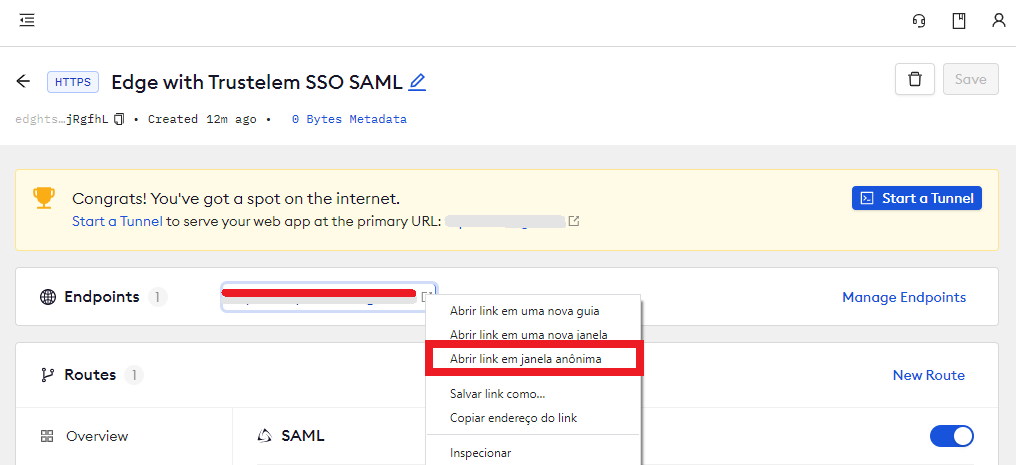 HTTPS Edge with Trustelem SSO SAML
Save
edghts…jRgfhL • Created 12m ago • 0 Bytes Metadata
Congrats! You've got a spot on the internet.
Start a Tunnel to serve your web app at the primary URL:
Start a Tunnel
Endpoints 1
Manage Endpoints
Abrir link em uma nova guia
Abrir link em uma nova janela
Abrir link em janela anônima
Salvar link como...
Copiar endereço do link
Inspecionar
Routes 1
New Route
Overview
SAML